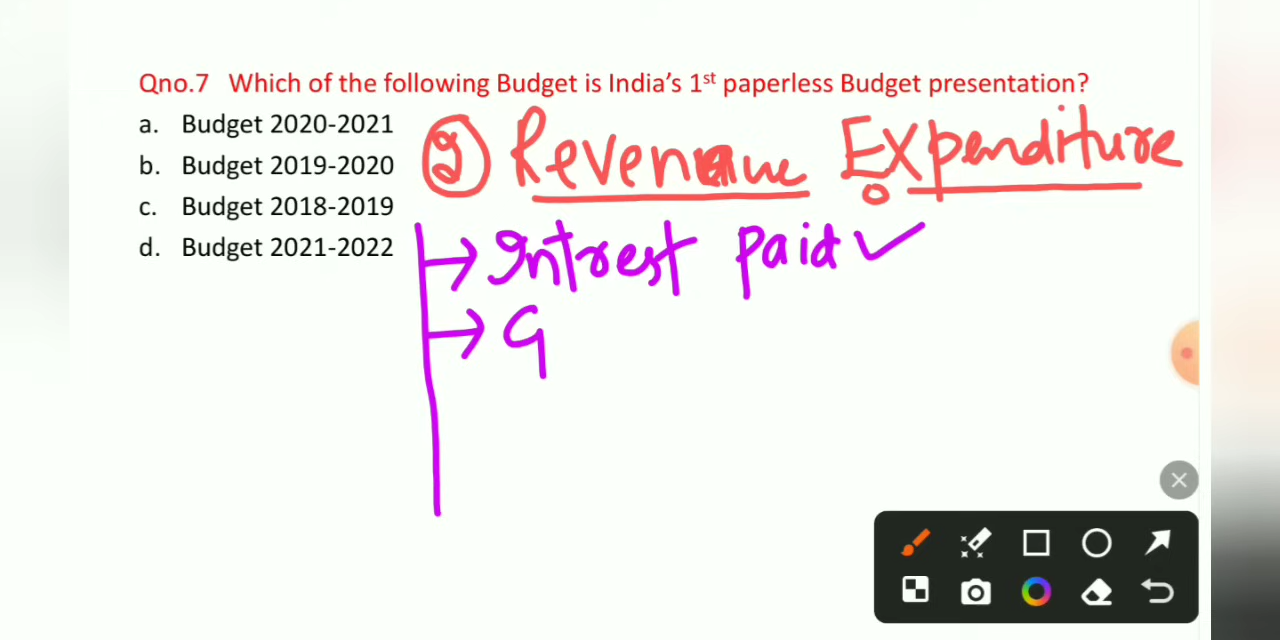 Qno.7 Which of the following Budget is India's 1st paperless Budget presentation?
a. Budget 2020-2021
b. Budget 2019-2020
c. Budget 2018-2019
d. Budget 2021-2022
2) Revenue Expenditure
→ Intrest paid ✓
→ G